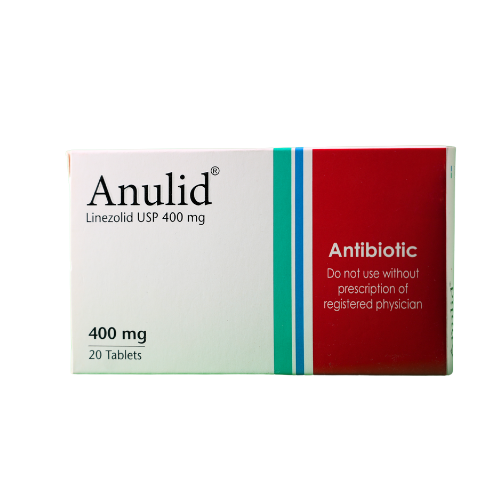 Anulid®
Linezolid USP 400 mg
400 mg
20 Tablets
Antibiotic
Do not use without
prescription of
registered physician
Anulid®